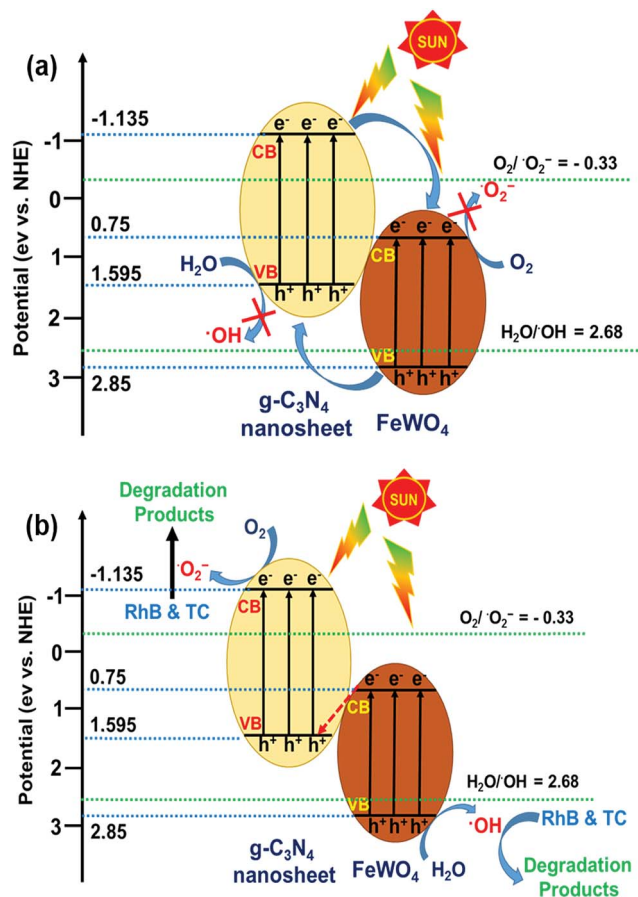 (a)
SUN
Potential (ev vs. NHE)
-1.135
-1
0
0.75
1
1.595
2
3
2.85
e- e- e-
CB
VB
h+ h+ h+
H2O
·OH
e- e- e-
CB
VB
h+ h+ h+
O2/ ·O2− = - 0.33
·O2−
O2
H2O/·OH = 2.68
g-C3N4
nanosheet
FeWO4
(b)
SUN
Degradation
Products
O2
·O2−
RhB & TC
Potential (ev vs. NHE)
-1.135
-1
0
0.75
1
1.595
2
3
2.85
e- e- e-
CB
VB
h+ h+ h+
e- e- e-
CB
VB
h+ h+ h+
O2/ ·O2− = - 0.33
H2O/·OH = 2.68
·OH
RhB & TC
H2O
Degradation
Products
g-C3N4
nanosheet
FeWO4